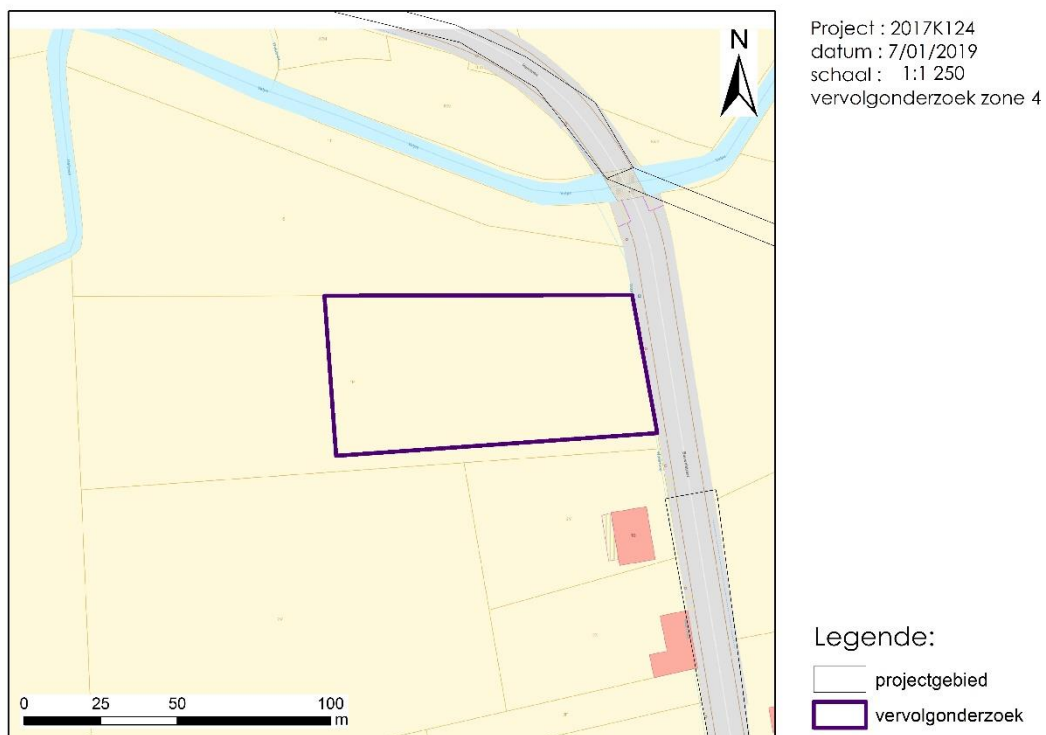 Project : 2017K124
datum : 7/01/2019
schaal : 1:1 250
vervolgonderzoek zone 4
N
0 25 50 100
m
Legende:
projectgebied
vervolgonderzoek